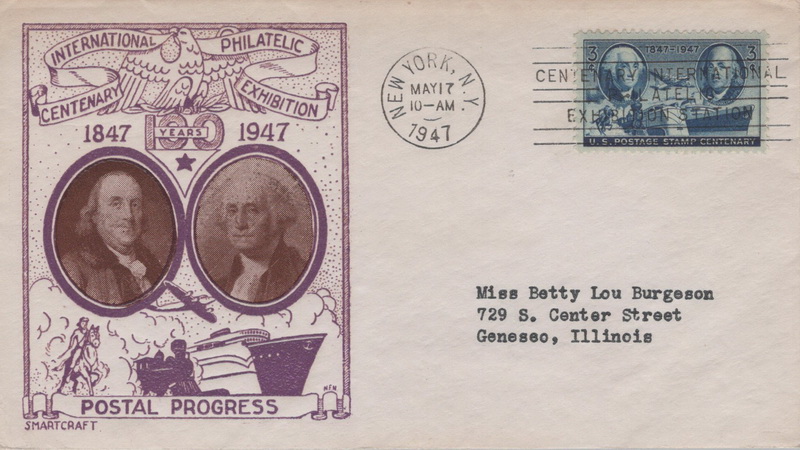 INTERNATIONAL PHILATELIC
CENTENARY EXHIBITION
1847 100 YEARS 1947
POSTAL PROGRESS
SMARTCRAFT
NEW YORK, N.Y.
MAY 17
10-AM
1947
3¢ 1847-1947 3¢
CENTENARY INTERNATIONAL
EXHIBITION STATION
U.S. POSTAGE STAMP CENTENARY
Miss Betty Lou Burgeson
729 S. Center Street
Geneseo, Illinois